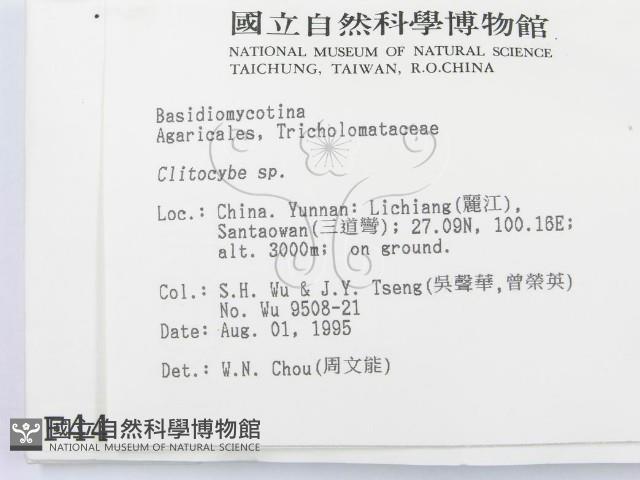 國立自然科學博物館
NATIONAL MUSEUM OF NATURAL SCIENCE
TAICHUNG, TAIWAN, R.O.CHINA
Basidiomycotina
Agaricales, Tricholomataceae
Clitocybe sp.
Loc.: China. Yunnan: Lichiang(麗江),
Santaowan(三道彎); 27.09N, 100.16E;
alt. 3000m; on ground.
Col.: S.H. Wu & J.Y. Tseng(吳聲華,曾榮英)
No. Wu 9508-21
Date: Aug. 01, 1995
Det.: W.N. Chou(周文能)
國立自然科學博物館
NATIONAL MUSEUM OF NATURAL SCIENCE